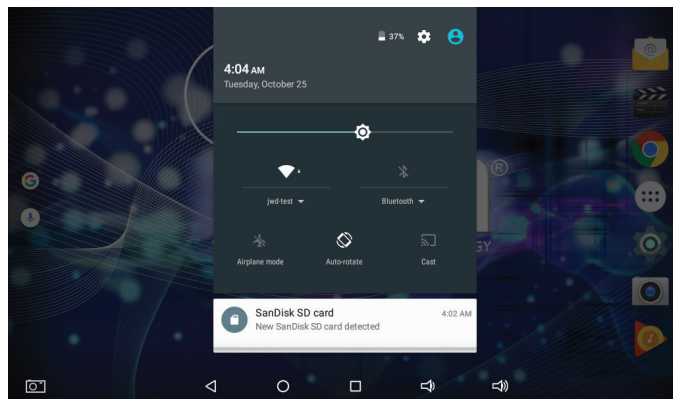 37%
4:04 AM
Tuesday, October 25
jwd-test
Bluetooth
Airplane mode
Auto-rotate
Cast
SanDisk SD card
4:02 AM
New SanDisk SD card detected